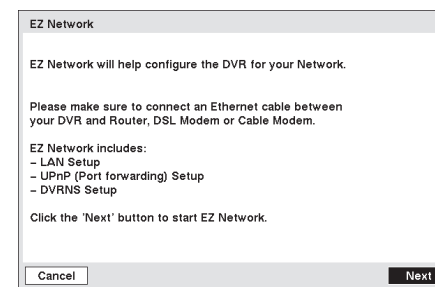 EZ Network
EZ Network will help configure the DVR for your Network.
Please make sure to connect an Ethernet cable between
your DVR and Router, DSL Modem or Cable Modem.
EZ Network includes:
– LAN Setup
– UPnP (Port forwarding) Setup
– DVRNS Setup
Click the 'Next' button to start EZ Network.
Cancel
Next